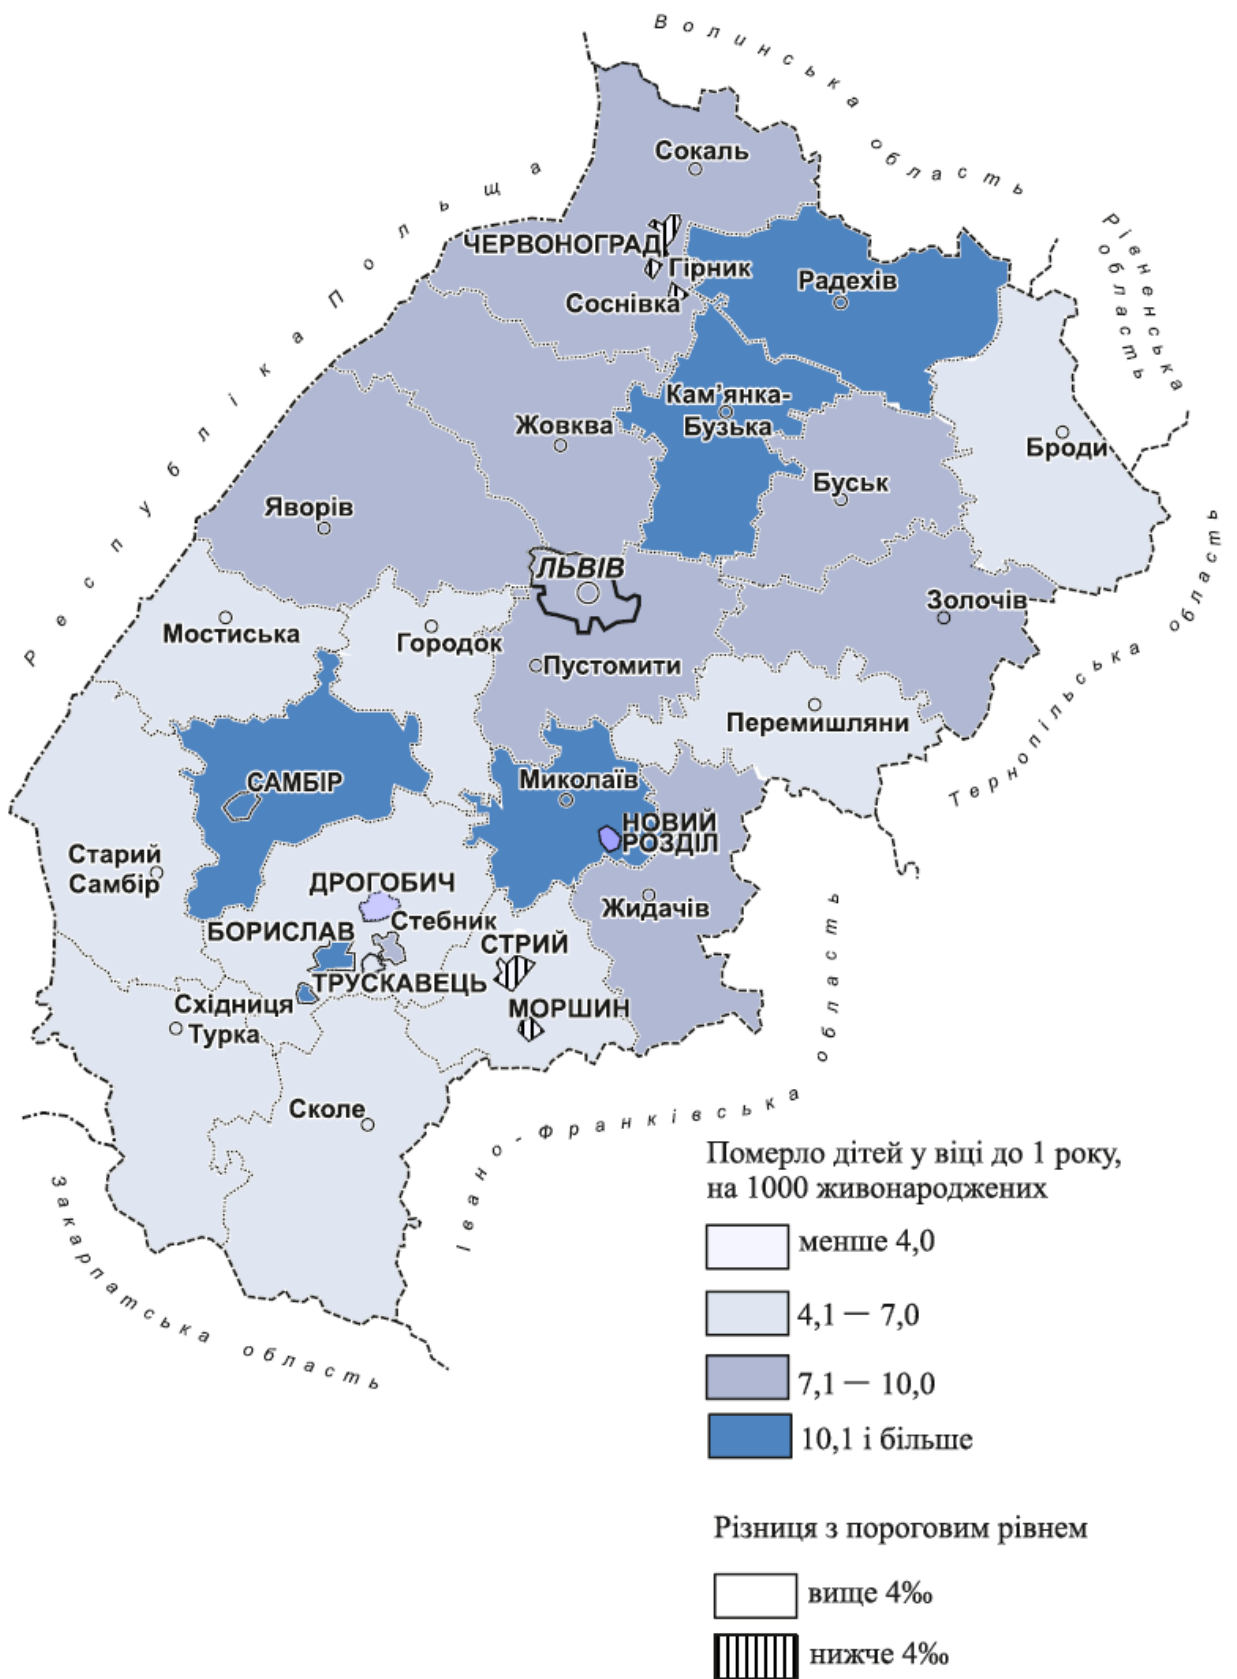 Волинська область
Рівненська
область
Республіка Польща
Сокаль
ЧЕРВОНОГРАД
Гірник
Соснівка
Радехів
Кам’янка-
Бузька
Жовква
Броди
Буськ
Яворів
ЛЬВІВ
Золочів
Мостиська
Городок
Пустомити
Перемишляни
Тернопільська область
САМБІР
Миколаїв
НОВИЙ
РОЗДІЛ
Старий
Самбір
ДРОГОБИЧ
Стебник
Жидачів
БОРИСЛАВ
СТРИЙ
ТРУСКАВЕЦЬ
Східниця
МОРШИН
Турка
Сколе
Івано-Франківська область
Закарпатська область
Померло дітей у віці до 1 року,
на 1000 живонароджених
менше 4,0
4,1 — 7,0
7,1 — 10,0
10,1 і більше
Різниця з пороговим рівнем
вище 4‰
нижче 4‰